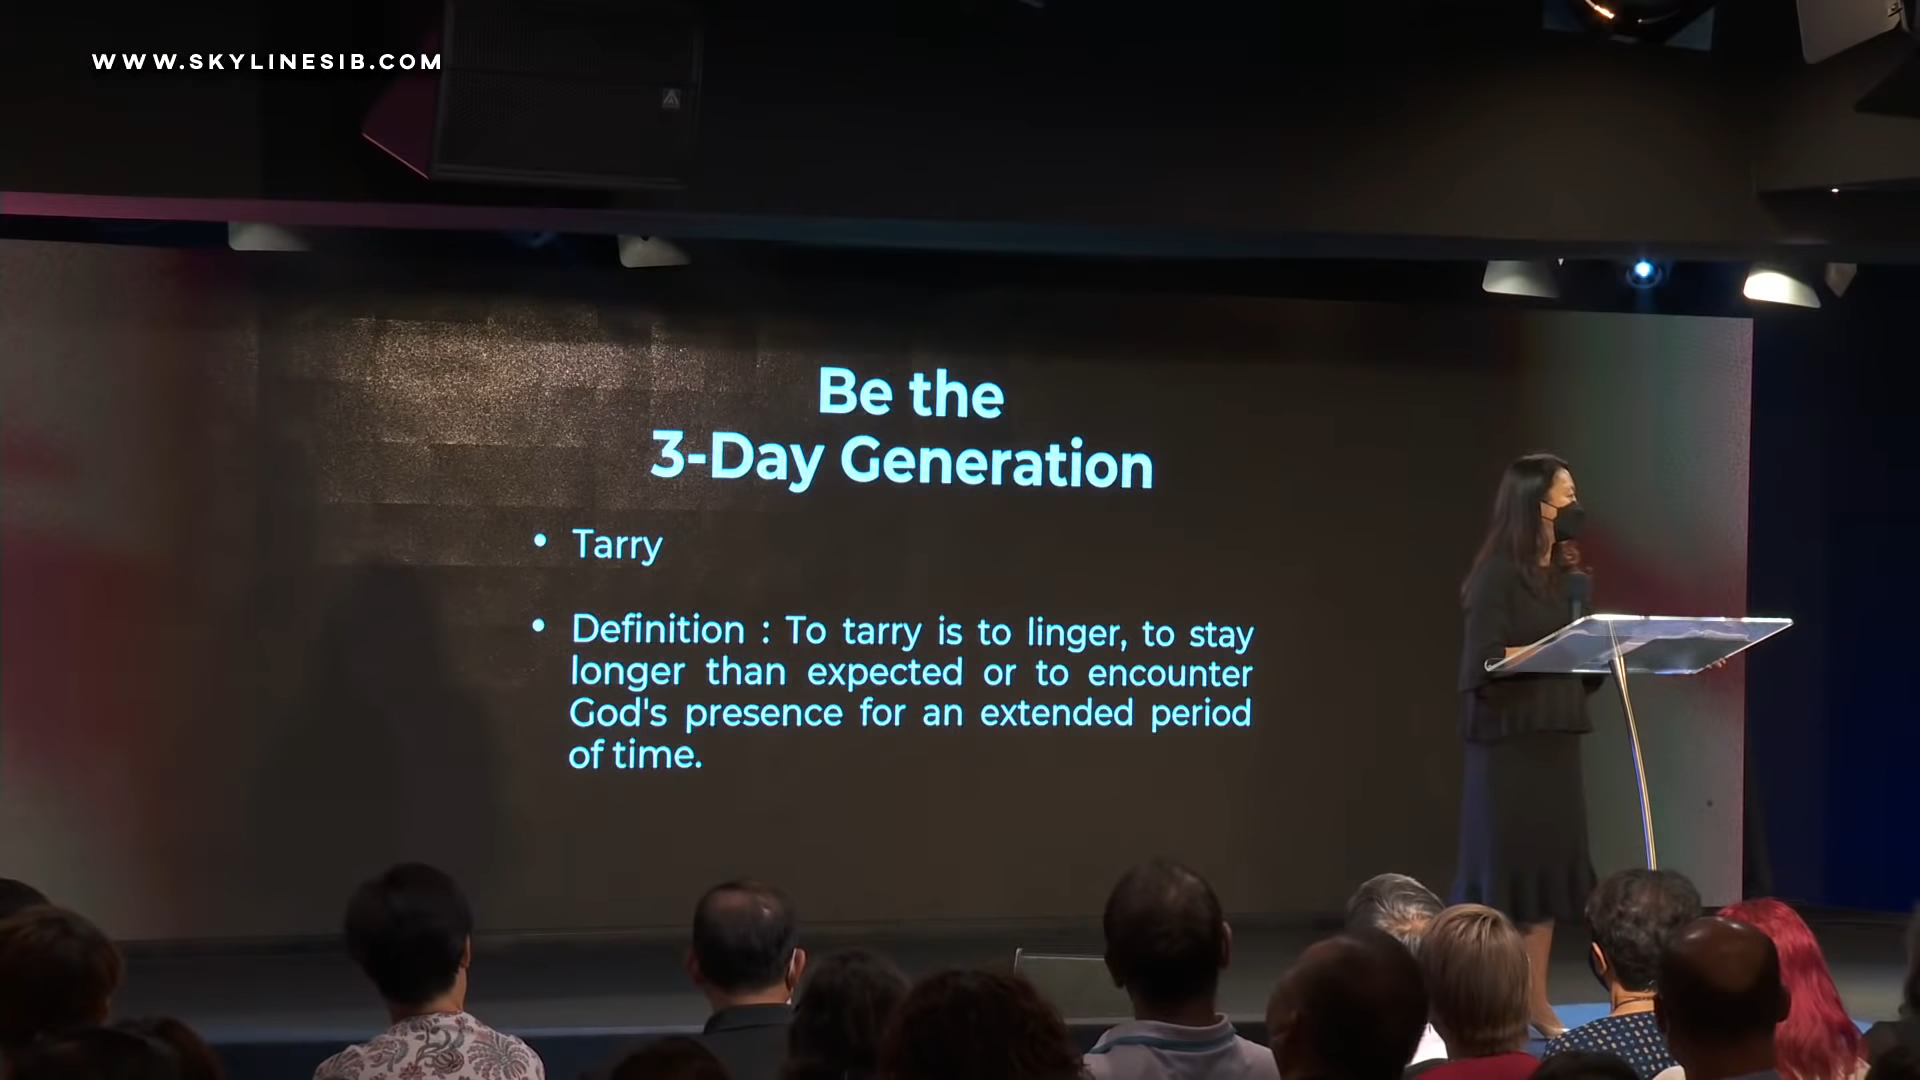 WWW.SKYLINESIB.COM
Be the
3-Day Generation
• Tarry
• Definition : To tarry is to linger, to stay
longer than expected or to encounter
God's presence for an extended period
of time.